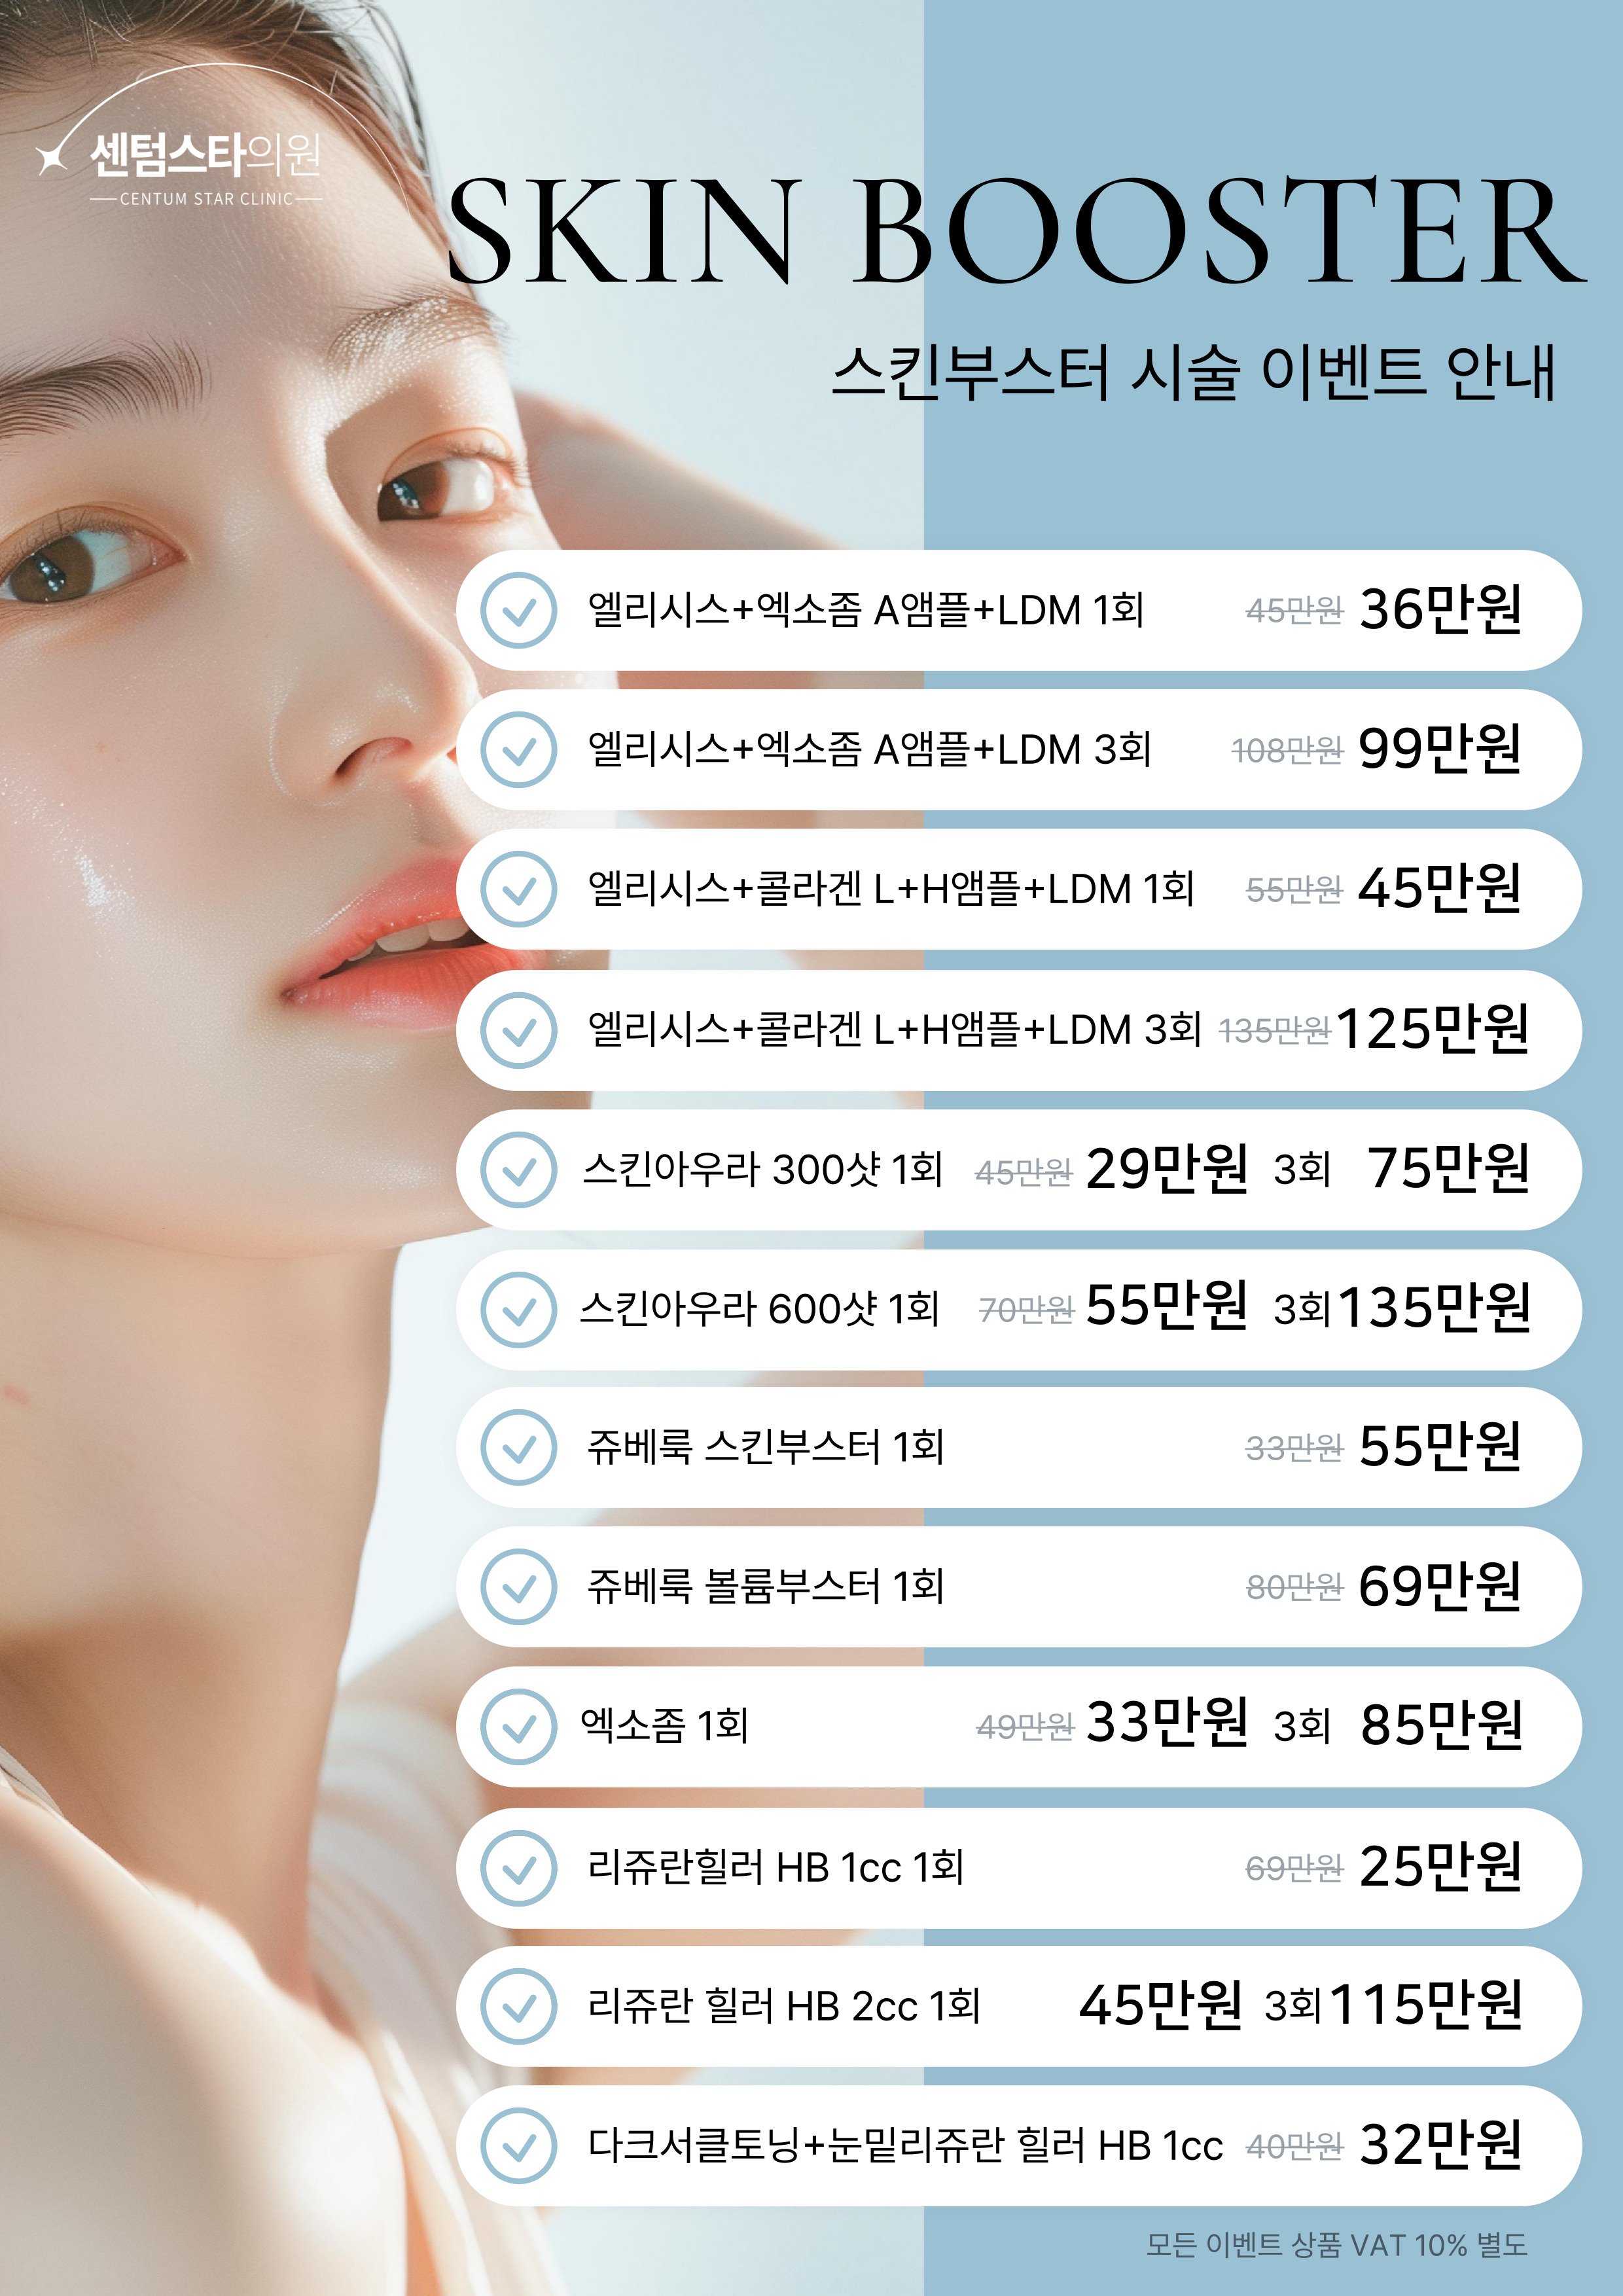 센텀스타의원
CENTUM STAR CLINIC
SKIN BOOSTER
스킨부스터 시술 이벤트 안내
엘리시스+엑소좀 A앰플+LDM 1회 45만원 36만원
엘리시스+엑소좀 A앰플+LDM 3회 108만원 99만원
엘리시스+콜라겐 L+H앰플+LDM 1회 55만원 45만원
엘리시스+콜라겐 L+H앰플+LDM 3회 135만원 125만원
스킨아우라 300샷 1회 45만원 29만원 3회 75만원
스킨아우라 600샷 1회 70만원 55만원 3회 135만원
쥬베룩 스킨부스터 1회 33만원 55만원
쥬베룩 볼륨부스터 1회 80만원 69만원
엑소좀 1회 49만원 33만원 3회 85만원
리쥬란힐러 HB 1cc 1회 69만원 25만원
리쥬란 힐러 HB 2cc 1회 45만원 3회 115만원
다크서클토닝+눈밑리쥬란 힐러 HB 1cc 40만원 32만원
모든 이벤트 상품 VAT 10% 별도